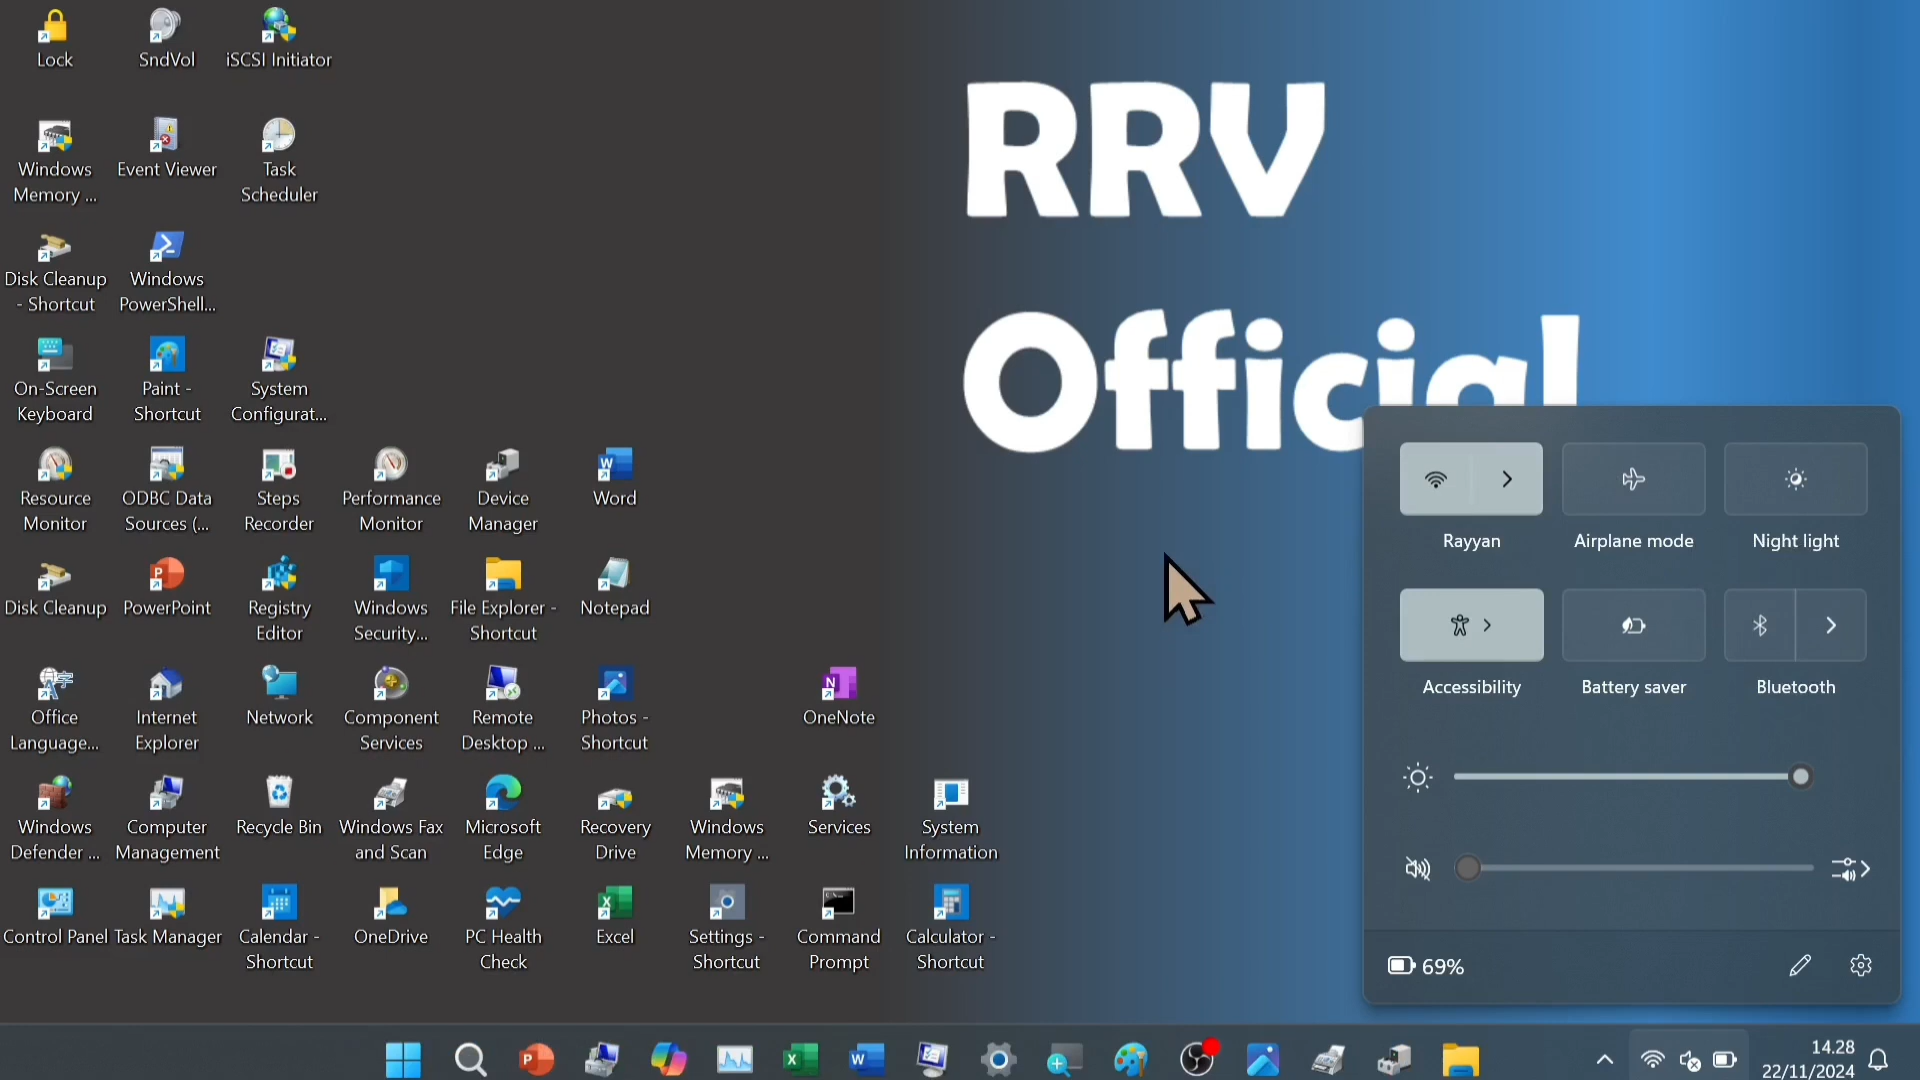 Lock
SndVol
iSCSI Initiator
RRV
Windows
Memory ...
Event Viewer
Task
Scheduler
Disk Cleanup
- Shortcut
Windows
PowerShell...
Official
On-Screen
Keyboard
Paint -
Shortcut
System
Configurat...
Resource
Monitor
ODBC Data
Sources (...
Steps
Recorder
Performance
Monitor
Device
Manager
Word
Disk Cleanup
PowerPoint
Registry
Editor
Windows
Security...
File Explorer -
Shortcut
Notepad
Office
Language...
Internet
Explorer
Network
Component
Services
Remote
Desktop ...
Photos -
Shortcut
OneNote
Windows
Defender ...
Computer
Management
Recycle Bin
Windows Fax
and Scan
Microsoft
Edge
Recovery
Drive
Windows
Memory ...
Services
System
Information
Control Panel
Task Manager
Calendar -
Shortcut
OneDrive
PC Health
Check
Excel
Settings -
Shortcut
Command
Prompt
Calculator -
Shortcut
Rayyan
Airplane mode
Night light
Accessibility
Battery saver
Bluetooth
69%
14.28
22/11/2024